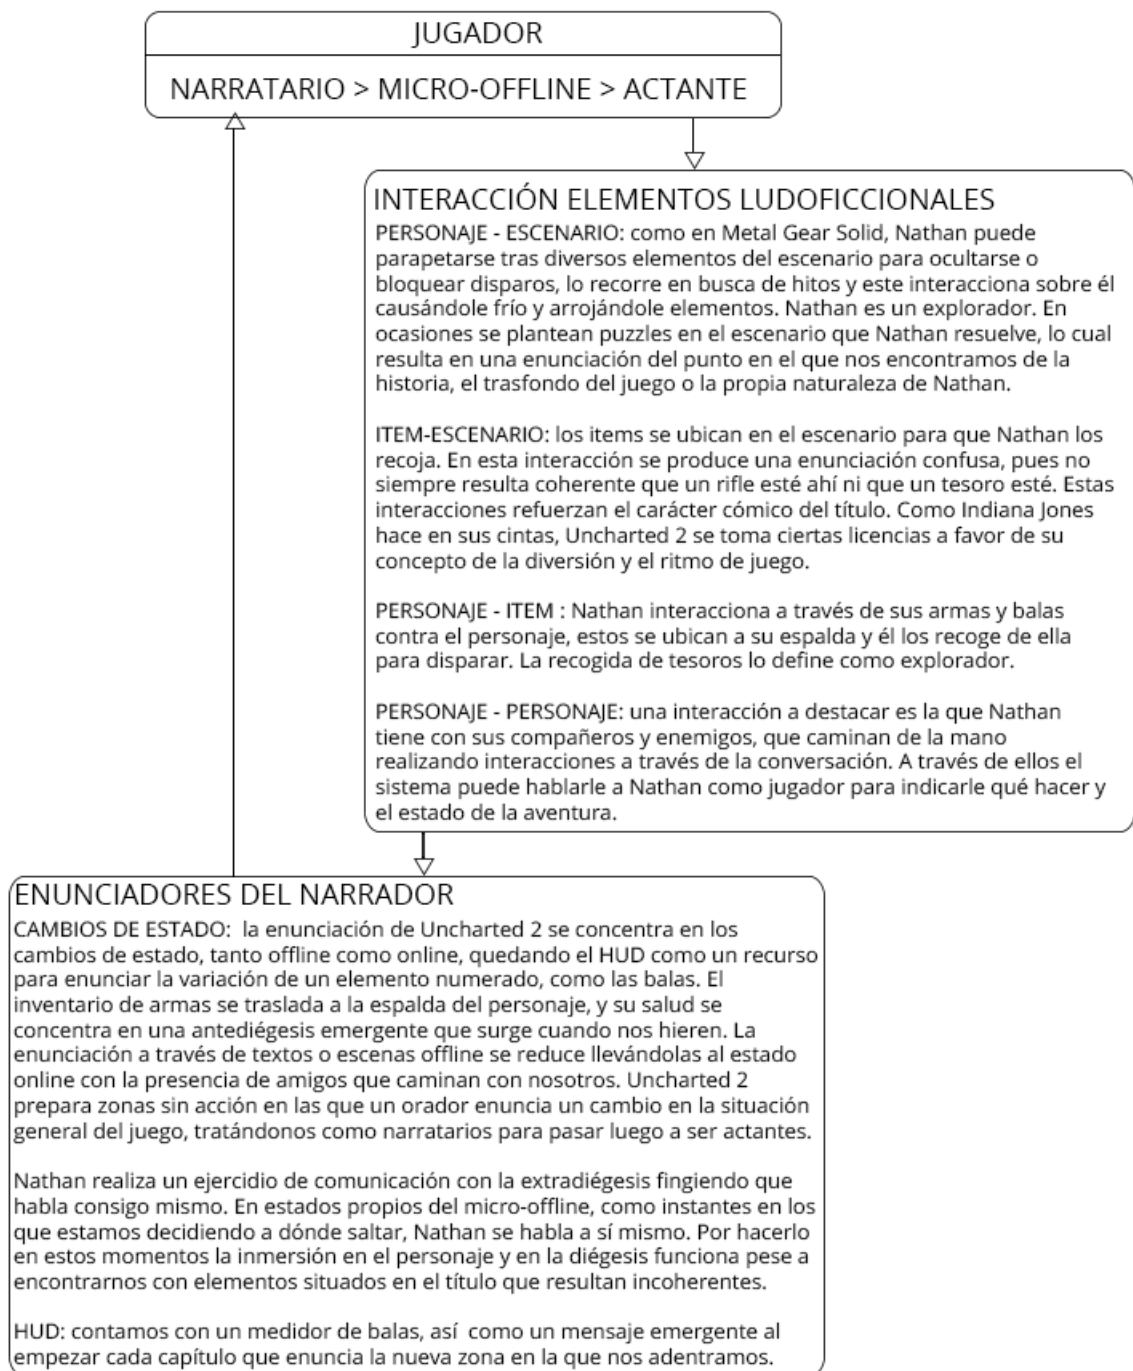 JUGADOR
NARRATARIO > MICRO-OFFLINE > ACTANTE
INTERACCIÓN ELEMENTOS LUDOFICCIONALES
PERSONAJE - ESCENARIO: como en Metal Gear Solid, Nathan puede
parapetarse tras diversos elementos del escenario para ocultarse o
bloquear disparos, lo recorre en busca de hitos y este interacciona sobre él
causándole frío y arrojándole elementos. Nathan es un explorador. En
ocasiones se plantean puzzles en el escenario que Nathan resuelve, lo cual
resulta en una enunciación del punto en el que nos encontramos de la
historia, el trasfondo del juego o la propia naturaleza de Nathan.
ITEM-ESCENARIO: los items se ubican en el escenario para que Nathan los
recoja. En esta interacción se produce una enunciación confusa, pues no
siempre resulta coherente que un rifle esté ahí ni que un tesoro esté. Estas
interacciones refuerzan el carácter cómico del título. Como Indiana Jones
hace en sus cintas, Uncharted 2 se toma ciertas licencias a favor de su
concepto de la diversión y el ritmo de juego.
PERSONAJE - ITEM : Nathan interacciona a través de sus armas y balas
contra el personaje, estos se ubican a su espalda y él los recoge de ella
para disparar. La recogida de tesoros lo define como explorador.
PERSONAJE - PERSONAJE: una interacción a destacar es la que Nathan
tiene con sus compañeros y enemigos, que caminan de la mano
realizando interacciones a través de la conversación. A través de ellos el
sistema puede hablarle a Nathan como jugador para indicarle qué hacer y
el estado de la aventura.
ENUNCIADORES DEL NARRADOR
CAMBIOS DE ESTADO:  la enunciación de Uncharted 2 se concentra en los
cambios de estado, tanto offline como online, quedando el HUD como un recurso
para enunciar la variación de un elemento numerado, como las balas. El
inventario de armas se traslada a la espalda del personaje, y su salud se
concentra en una antediégesis emergente que surge cuando nos hieren. La
enunciación a través de textos o escenas offline se reduce llevándolas al estado
online con la presencia de amigos que caminan con nosotros. Uncharted 2
prepara zonas sin acción en las que un orador enuncia un cambio en la situación
general del juego, tratándonos como narratarios para pasar luego a ser actantes.
Nathan realiza un ejercidio de comunicación con la extradiégesis fingiendo que
habla consigo mismo. En estados propios del micro-offline, como instantes en los
que estamos decidiendo a dónde saltar, Nathan se habla a sí mismo. Por hacerlo
en estos momentos la inmersión en el personaje y en la diégesis funciona pese a
encontrarnos con elementos situados en el título que resultan incoherentes.
HUD: contamos con un medidor de balas, así  como un mensaje emergente al
empezar cada capítulo que enuncia la nueva zona en la que nos adentramos.